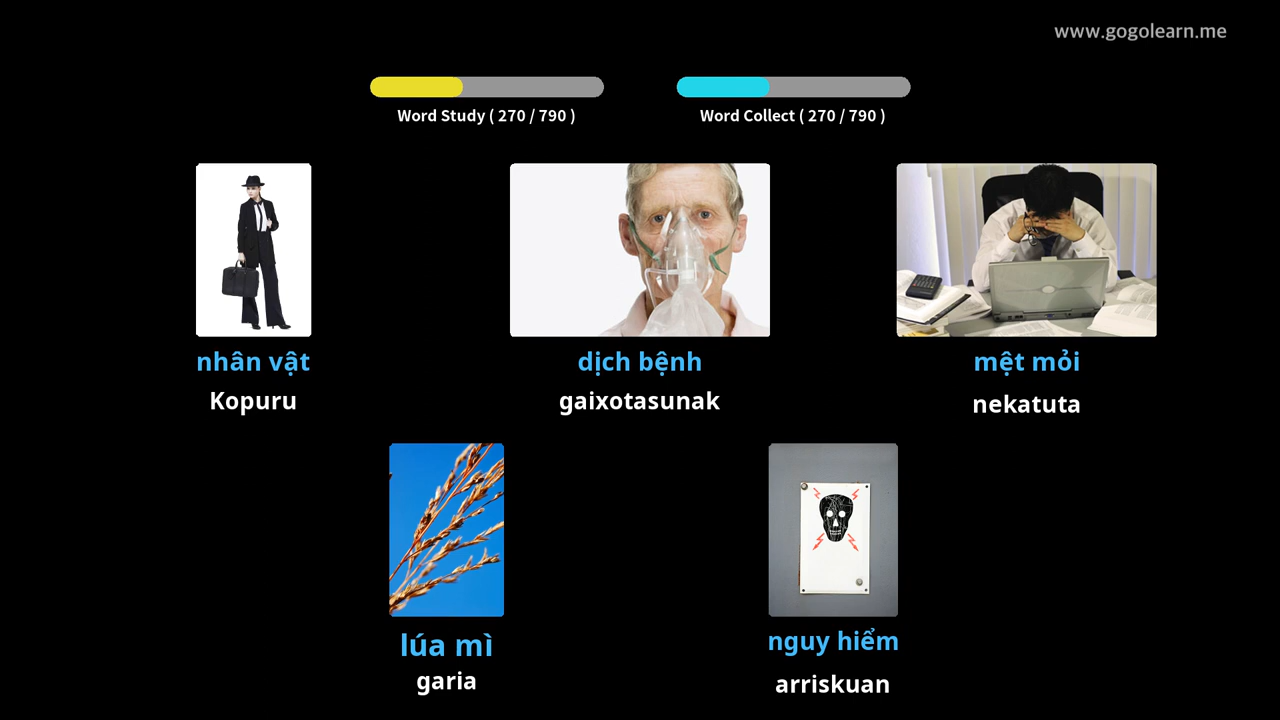 www.gogolearn.me
Word Study ( 270 / 790 )
Word Collect ( 270 / 790 )
nhân vật
Kopuru
dịch bệnh
gaixotasunak
mệt mỏi
nekatuta
lúa mì
garia
nguy hiểm
arriskuan